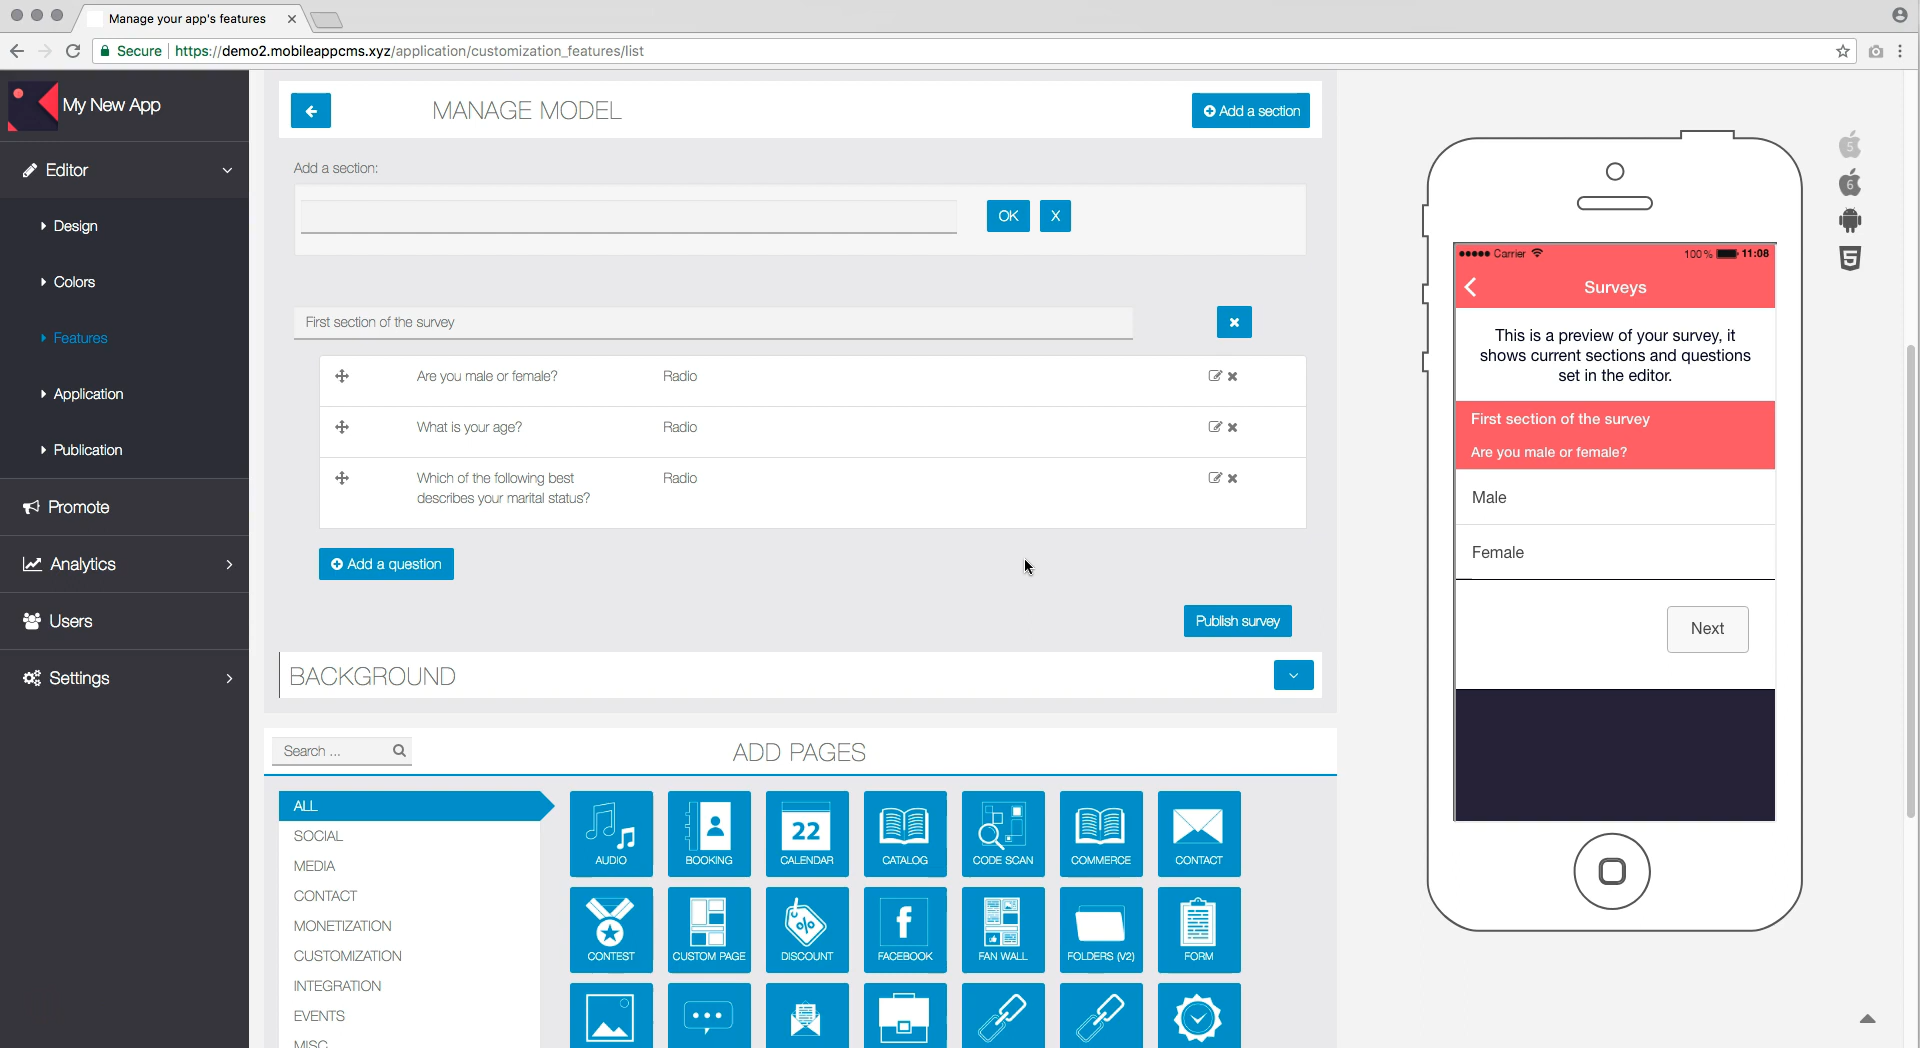 Manage your app's features
Secure
https://demo2.mobileappcms.xyz/application/customization_features/list
My New App
Editor
Design
Colors
Features
Application
Publication
Promote
Analytics
Users
Settings
MANAGE MODEL
Add a section
Add a section:
OK
X
First section of the survey
Are you male or female?
Radio
What is your age?
Radio
Which of the following best
describes your marital status?
Radio
Add a question
Publish survey
BACKGROUND
Search ...
ADD PAGES
ALL
SOCIAL
MEDIA
CONTACT
MONETIZATION
CUSTOMIZATION
INTEGRATION
EVENTS
MISC
AUDIO
BOOKING
22
CALENDAR
CATALOG
CODE SCAN
COMMERCE
CONTACT
CONTEST
CUSTOM PAGE
%
DISCOUNT
f
FACEBOOK
FAN WALL
FOLDERS (V2)
FORM
Carrier
100%
11:08
Surveys
This is a preview of your survey, it
shows current sections and questions
set in the editor.
First section of the survey
Are you male or female?
Male
Female
Next
5
6
5